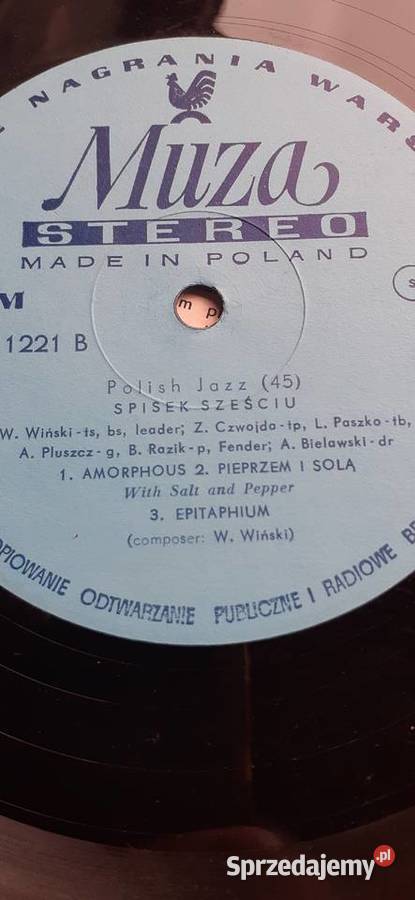 NAGRANIA WARS
Muza
STEREO
MADE IN POLAND
M
1221 B
m p
s
Polish Jazz (45)
SPISEK SZEŚCIU
W. Wiński-ts, bs, leader; Z. Czwojda-tp, L. Paszko-tb,
A. Pluszcz-g, B. Razik-p, Fender; A. Bielawski-dr
1. AMORPHOUS 2. PIEPRZEM I SOLĄ
With Salt and Pepper
3. EPITAPHIUM
(composer: W. Wiński)
OPIOWANIE ODTWARZANIE PUBLICZNE I RADIOWE BE
Sprzedajemy.pl